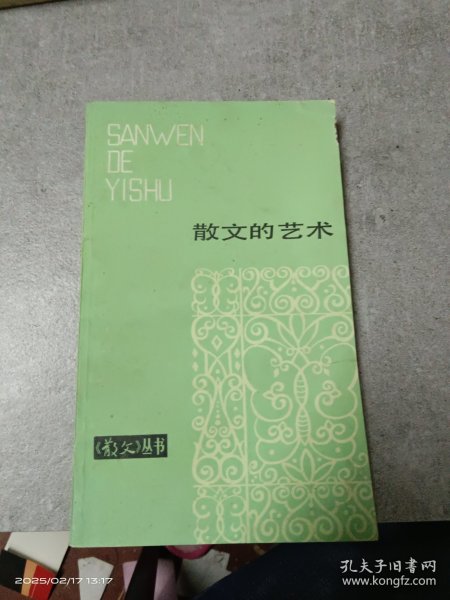 SANWEN
DE
YISHU
散文的艺术
《散文》丛书
2025/02/17 13:17
孔夫子旧书网
www.kongfz.com